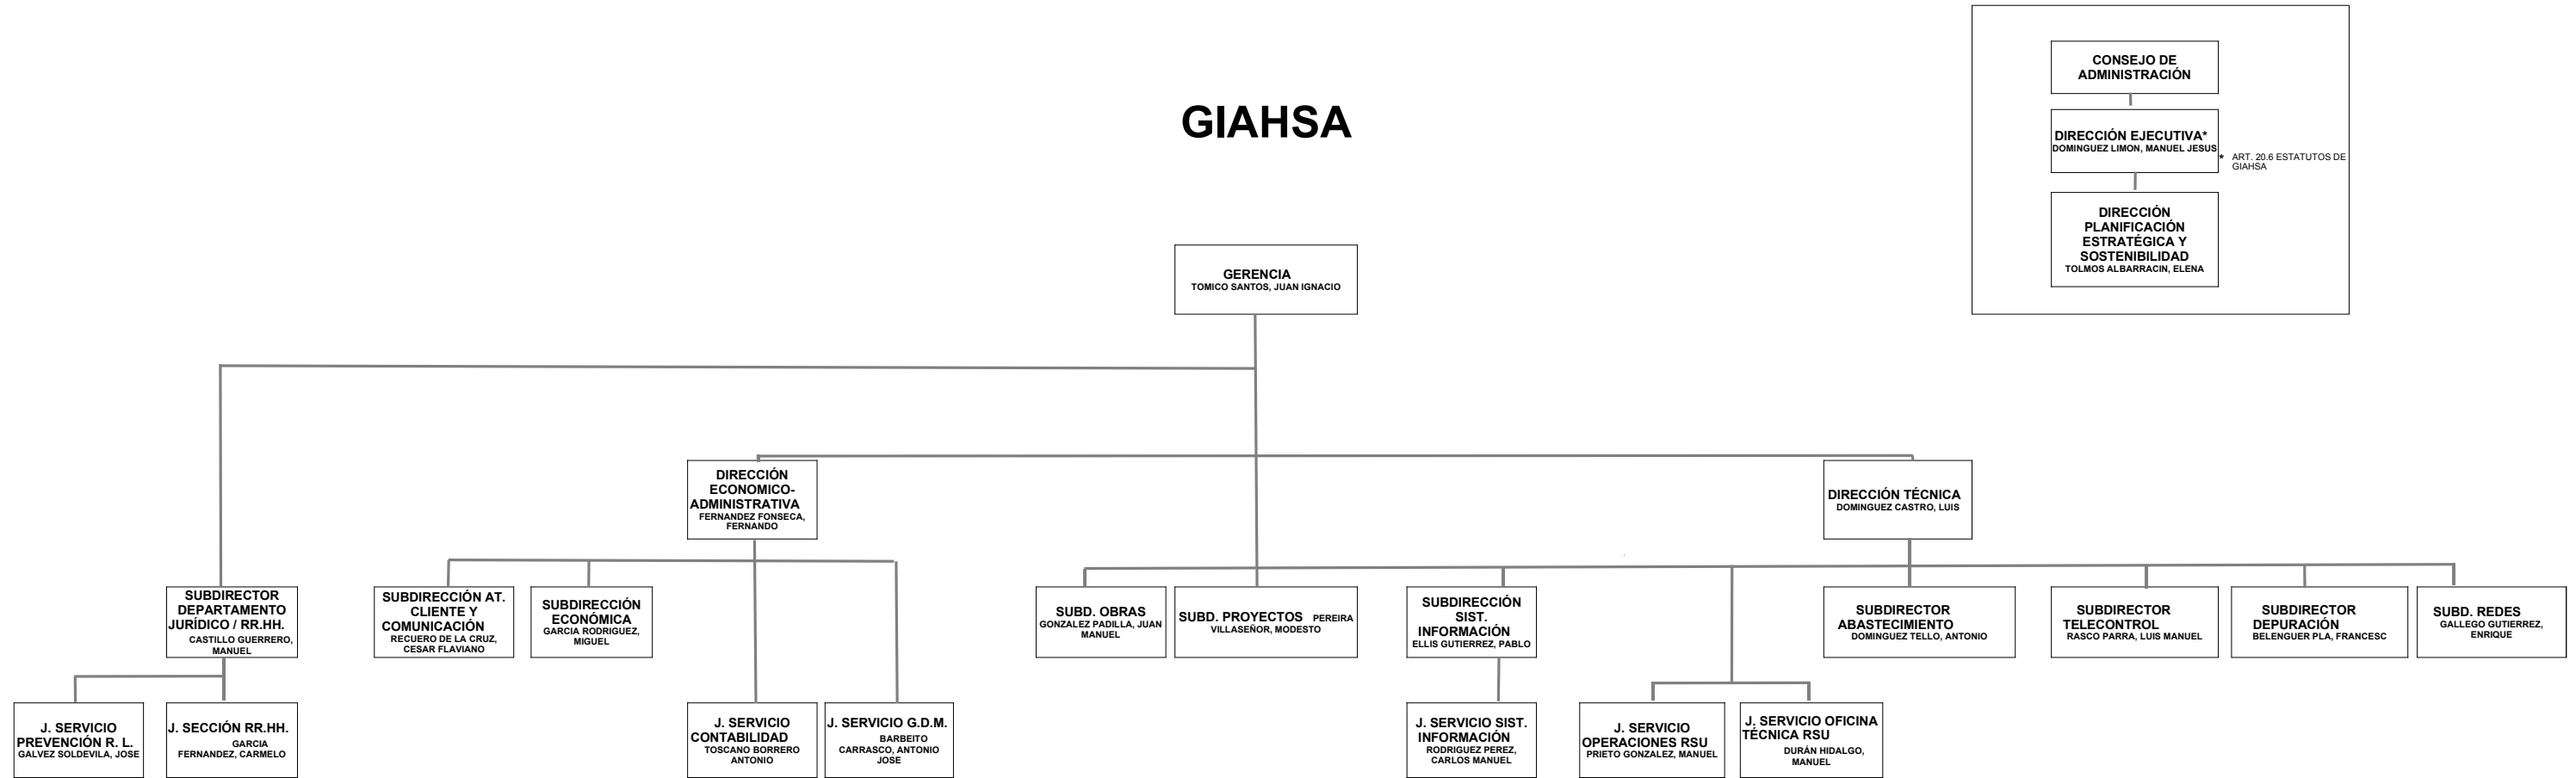 GIAHSA
CONSEJO DE
ADMINISTRACIÓN
DIRECCIÓN EJECUTIVA*
DOMINGUEZ LIMON, MANUEL JESUS
* ART. 20.6 ESTATUTOS DE
GIAHSA
DIRECCIÓN
PLANIFICACIÓN
ESTRATÉGICA Y
SOSTENIBILIDAD
TOLMOS ALBARRACIN, ELENA
GERENCIA
TOMICO SANTOS, JUAN IGNACIO
DIRECCIÓN
ECONOMICO-
ADMINISTRATIVA
FERNANDEZ FONSECA,
FERNANDO
DIRECCIÓN TÉCNICA
DOMINGUEZ CASTRO, LUIS
SUBDIRECTOR
DEPARTAMENTO
JURÍDICO / RR.HH.
CASTILLO GUERRERO,
MANUEL
SUBDIRECCIÓN AT.
CLIENTE Y
COMUNICACIÓN
RECUERO DE LA CRUZ,
CESAR FLAVIANO
SUBDIRECCIÓN
ECONÓMICA
GARCIA RODRIGUEZ,
MIGUEL
SUBD. OBRAS
GONZALEZ PADILLA, JUAN
MANUEL
SUBD. PROYECTOS PEREIRA
VILLASEÑOR, MODESTO
SUBDIRECCIÓN
SIST.
INFORMACIÓN
ELLIS GUTIERREZ, PABLO
SUBDIRECTOR
ABASTECIMIENTO
DOMINGUEZ TELLO, ANTONIO
SUBDIRECTOR
TELECONTROL
RASCO PARRA, LUIS MANUEL
SUBDIRECTOR
DEPURACIÓN
BELENGUER PLA, FRANCESC
SUBD. REDES
GALLEGO GUTIERREZ,
ENRIQUE
J. SERVICIO
PREVENCIÓN R. L.
GALVEZ SOLDEVILA, JOSE
J. SECCIÓN RR.HH.
GARCIA
FERNANDEZ, CARMELO
J. SERVICIO
CONTABILIDAD
TOSCANO BORRERO
ANTONIO
J. SERVICIO G.D.M.
BARBEITO
CARRASCO, ANTONIO
JOSE
J. SERVICIO SIST.
INFORMACIÓN
RODRIGUEZ PEREZ,
CARLOS MANUEL
J. SERVICIO
OPERACIONES RSU
PRIETO GONZALEZ, MANUEL
J. SERVICIO OFICINA
TÉCNICA RSU
DURÁN HIDALGO,
MANUEL